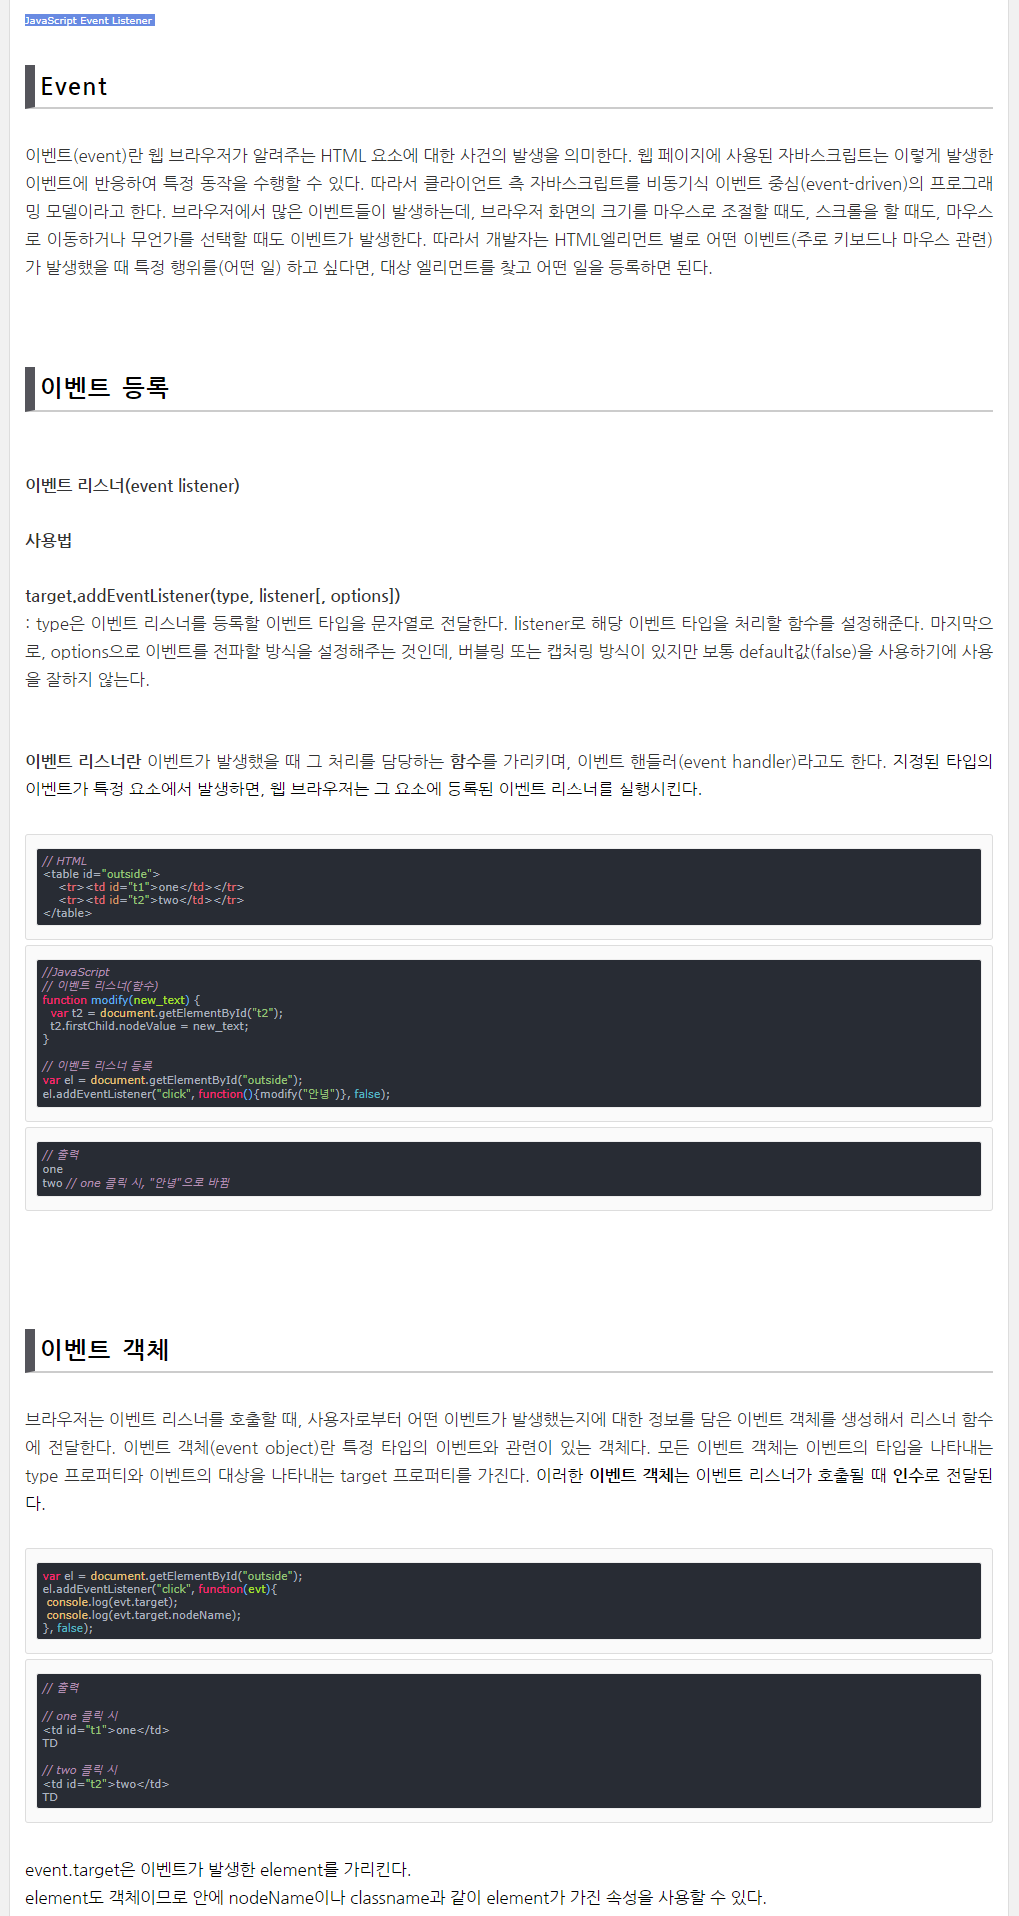 JavaScript Event Listener
Event
이벤트(event)란 웹 브라우저가 알려주는 HTML 요소에 대한 사건의 발생을 의미한다. 웹 페이지에 사용된 자바스크립트는 이렇게 발생한
이벤트에 반응하여 특정 동작을 수행할 수 있다. 따라서 클라이언트 측 자바스크립트를 비동기식 이벤트 중심(event-driven)의 프로그래
밍 모델이라고 한다. 브라우저에서 많은 이벤트들이 발생하는데, 브라우저 화면의 크기를 마우스로 조절할 때도, 스크롤을 할 때도, 마우스
로 이동하거나 무언가를 선택할 때도 이벤트가 발생한다. 따라서 개발자는 HTML엘리먼트 별로 어떤 이벤트(주로 키보드나 마우스 관련)
가 발생했을 때 특정 행위를(어떤 일) 하고 싶다면, 대상 엘리먼트를 찾고 어떤 일을 등록하면 된다.
이벤트 등록
이벤트 리스너(event listener)
사용법
target.addEventListener(type, listener[, options])
: type은 이벤트 리스너를 등록할 이벤트 타입을 문자열로 전달한다. listener로 해당 이벤트 타입을 처리할 함수를 설정해준다. 마지막으
로, options으로 이벤트를 전파할 방식을 설정해주는 것인데, 버블링 또는 캡처링 방식이 있지만 보통 default값(false)을 사용하기에 사용
을 잘하지 않는다.
이벤트 리스너란 이벤트가 발생했을 때 그 처리를 담당하는 함수를 가리키며, 이벤트 핸들러(event handler)라고도 한다. 지정된 타입의
이벤트가 특정 요소에서 발생하면, 웹 브라우저는 그 요소에 등록된 이벤트 리스너를 실행시킨다.
// HTML
<table id="outside">
    <tr><td id="t1">one</td></tr>
    <tr><td id="t2">two</td></tr>
</table>
//JavaScript
// 이벤트 리스너(함수)
function modify(new_text) {
  var t2 = document.getElementById("t2");
  t2.firstChild.nodeValue = new_text;
}
// 이벤트 리스너 등록
var el = document.getElementById("outside");
el.addEventListener("click", function(){modify("안녕")}, false);
// 출력
one
two // one 클릭 시, "안녕"으로 바뀜
이벤트 객체
브라우저는 이벤트 리스너를 호출할 때, 사용자로부터 어떤 이벤트가 발생했는지에 대한 정보를 담은 이벤트 객체를 생성해서 리스너 함수
에 전달한다. 이벤트 객체(event object)란 특정 타입의 이벤트와 관련이 있는 객체다. 모든 이벤트 객체는 이벤트의 타입을 나타내는
type 프로퍼티와 이벤트의 대상을 나타내는 target 프로퍼티를 가진다. 이러한 이벤트 객체는 이벤트 리스너가 호출될 때 인수로 전달된
다.
var el = document.getElementById("outside");
el.addEventListener("click", function(evt){
 console.log(evt.target);
 console.log(evt.target.nodeName);
}, false);
// 출력
// one 클릭 시
<td id="t1">one</td>
TD
// two 클릭 시
<td id="t2">two</td>
TD
event.target은 이벤트가 발생한 element를 가리킨다.
element도 객체이므로 안에 nodeName이나 classname과 같이 element가 가진 속성을 사용할 수 있다.